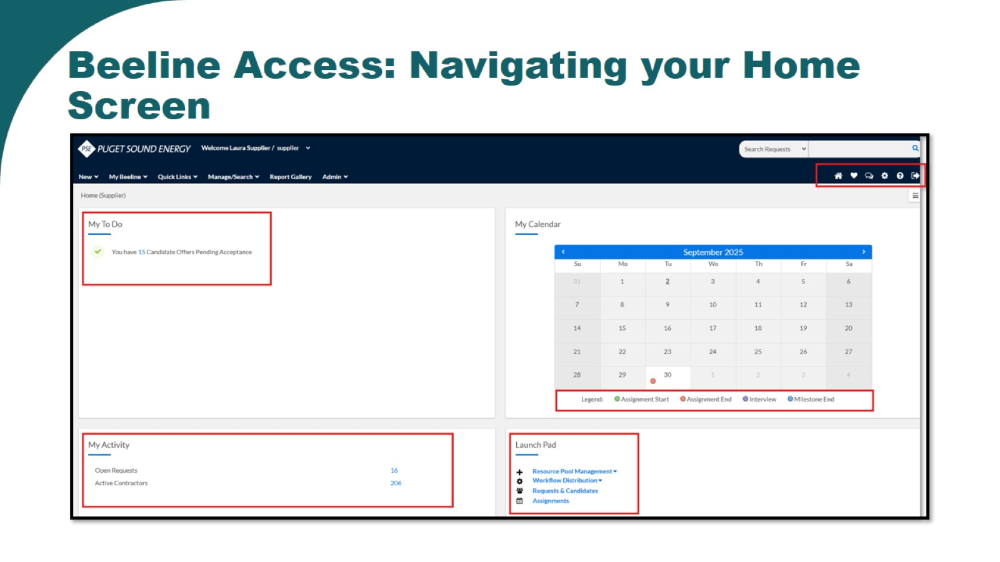 Beeline Access: Navigating your Home
Screen
PSE PUGET SOUND ENERGY
Welcome Laura Supplier / supplier
Search Requests
New
My Beeline
Quick Links
Manage/Search
Report Gallery
Admin
Home (Supplier)
My To Do
You have 15 Candidate Offers Pending Acceptance
My Calendar
September 2025
Su Mo Tu We Th Fr Sa
31 1 2 3 4 5 6
7 8 9 10 11 12 13
14 15 16 17 18 19 20
21 22 23 24 25 26 27
28 29 30 1 2 3 4
Legend: Assignment Start Assignment End Interview Milestone End
My Activity
Open Requests 16
Active Contractors 206
Launch Pad
Resource Pool Management
Workflow Distribution
Requests & Candidates
Assignments